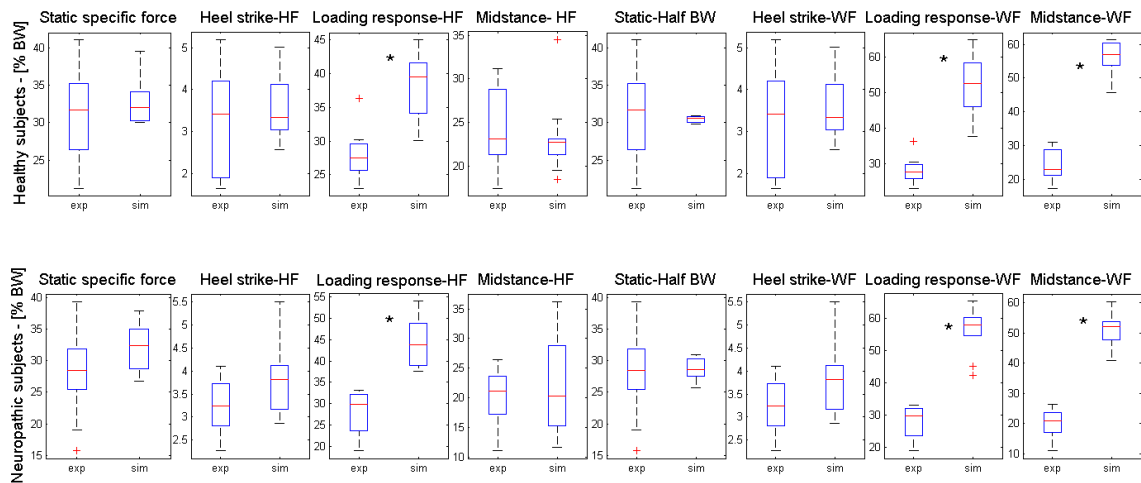 Static specific force Heel strike-HF Loading response-HF Midstance- HF Static-Half BW Heel strike-WF Loading response-WF Midstance-WF
Healthy subjects - [% BW]
40 35 30 25
5 4 3 2
45 40 35 30 25
35 30 25 20
40 35 30 25
5 4 3 2
60 50 40 30
60 50 40 30 20
* * *
exp sim exp sim exp sim exp sim exp sim exp sim exp sim exp sim
Static specific force Heel strike-HF Loading response-HF Midstance-HF Static-Half BW Heel strike-WF Loading response-WF Midstance-WF
Neuropathic subjects - [% BW]
40 35 30 25 20 15
5.5 5 4.5 4 3.5 3 2.5
55 50 45 40 35 30 25 20
35 30 25 20 15 10
40 35 30 25 20 15
5.5 5 4.5 4 3.5 3 2.5
60 50 40 30 20
60 50 40 30 20 10
* * *
exp sim exp sim exp sim exp sim exp sim exp sim exp sim exp sim